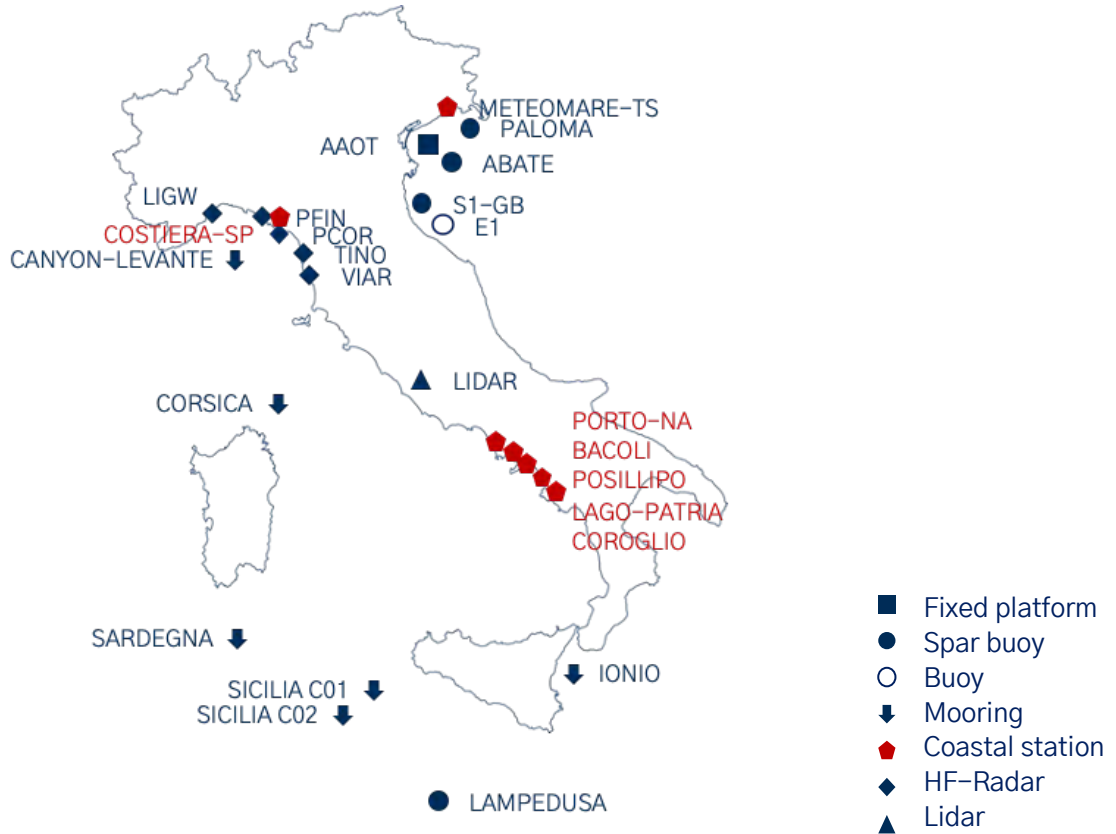 METEOMARE-TS
PALOMA
AAOT
ABATE
LIGW
S1-GB
PFIN
E1
COSTIERA-SP
PCOR
TINO
CANYON-LEVANTE
VIAR
LIDAR
CORSICA
PORTO-NA
BACOLI
POSILLIPO
LAGO-PATRIA
COROGLIO
SARDEGNA
IONIO
SICILIA C01
SICILIA C02
LAMPEDUSA
Fixed platform
Spar buoy
Buoy
Mooring
Coastal station
HF-Radar
Lidar